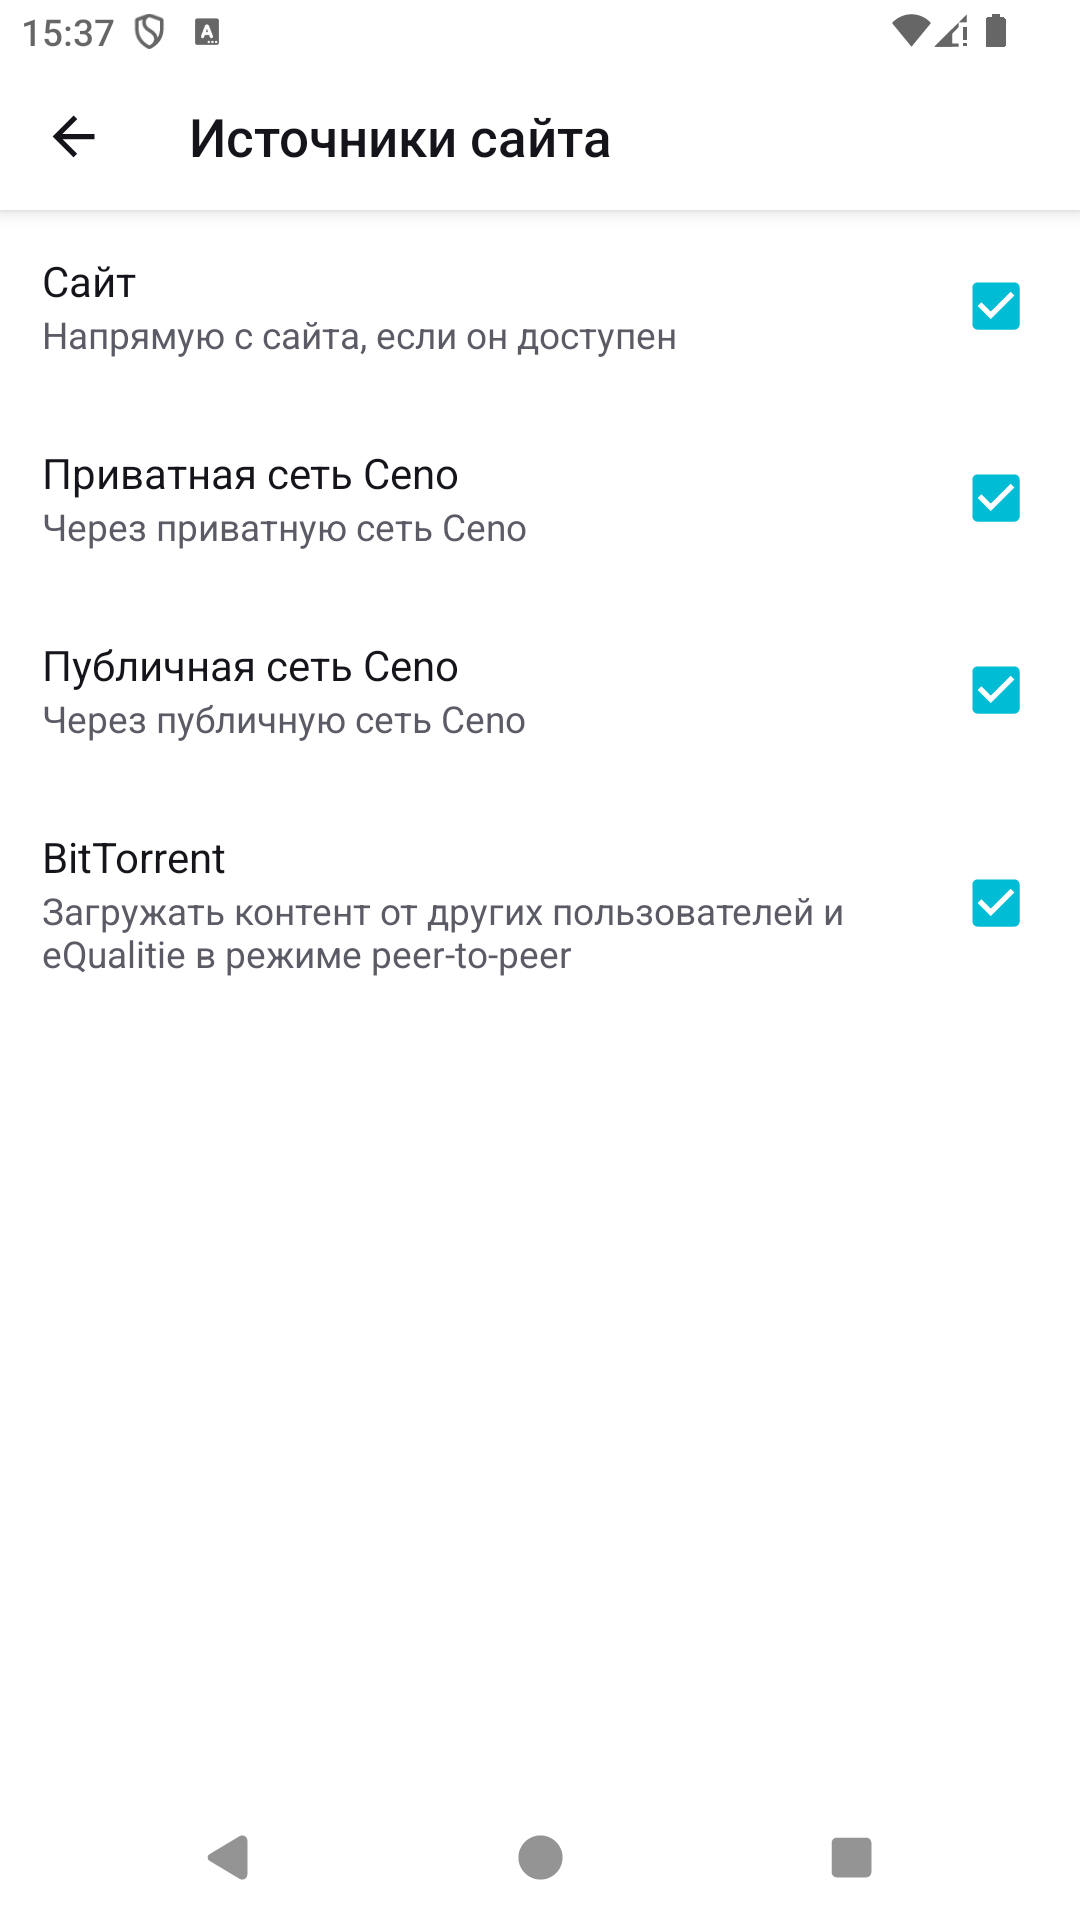 15:37
Источники сайта
Сайт
Напрямую с сайта, если он доступен
Приватная сеть Ceno
Через приватную сеть Ceno
Публичная сеть Ceno
Через публичную сеть Ceno
BitTorrent
Загружать контент от других пользователей и
eQualitie в режиме peer-to-peer